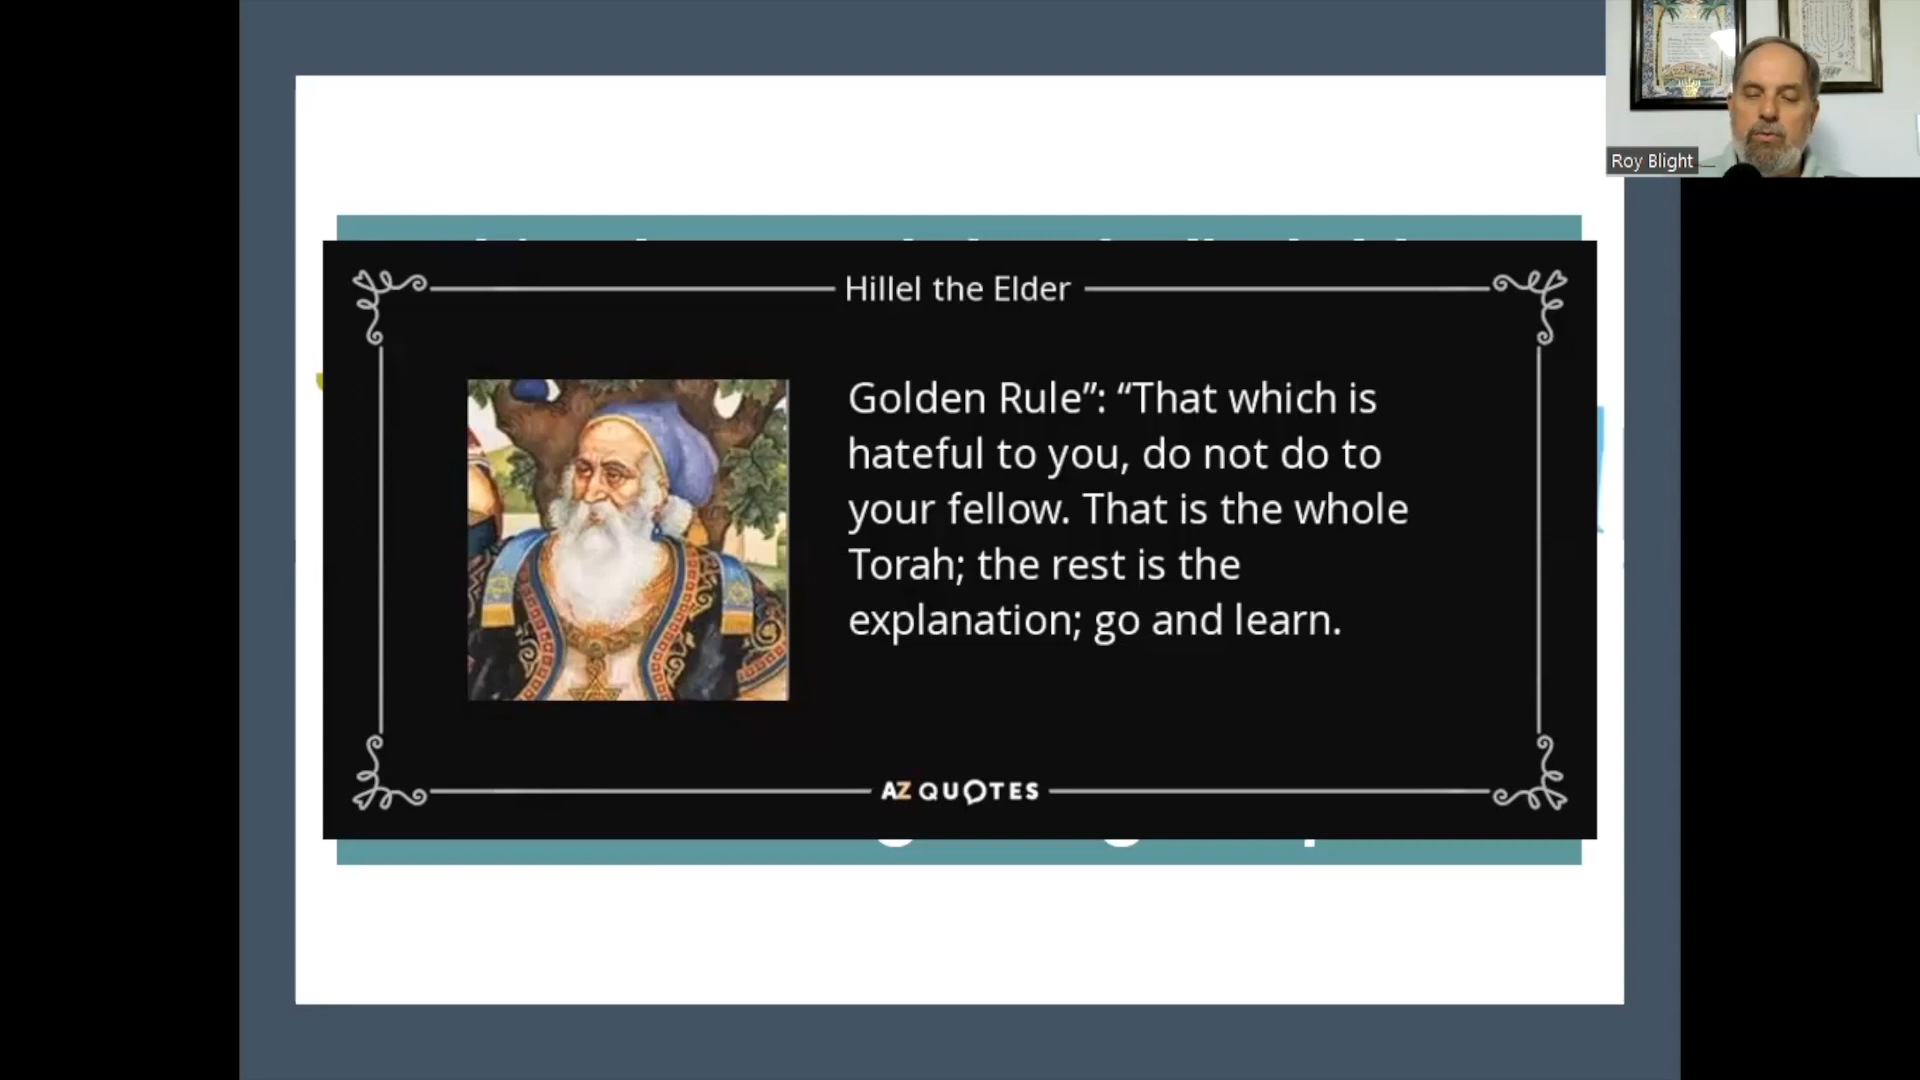 Roy Blight
Hillel the Elder
Golden Rule”: “That which is
hateful to you, do not do to
your fellow. That is the whole
Torah; the rest is the
explanation; go and learn.
AZ QUOTES